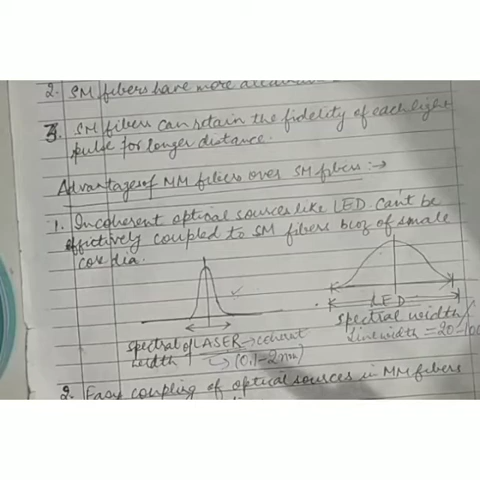 2. SM fibers have more
3. SM fibers can retain the fidelity of each light
pulse for longer distance.
Advantages of MM fibers over SM fibers :→
1. Incoherent optical sources like LED can't be
effictively coupled to SM fibers bcoz of small
core dia.
LED
spectral width/
Linewidth = 20-100
spectral of LASER → coherent
width
↳ (0.1-2nm)
2. Easy coupling of optical sources in MM fibers